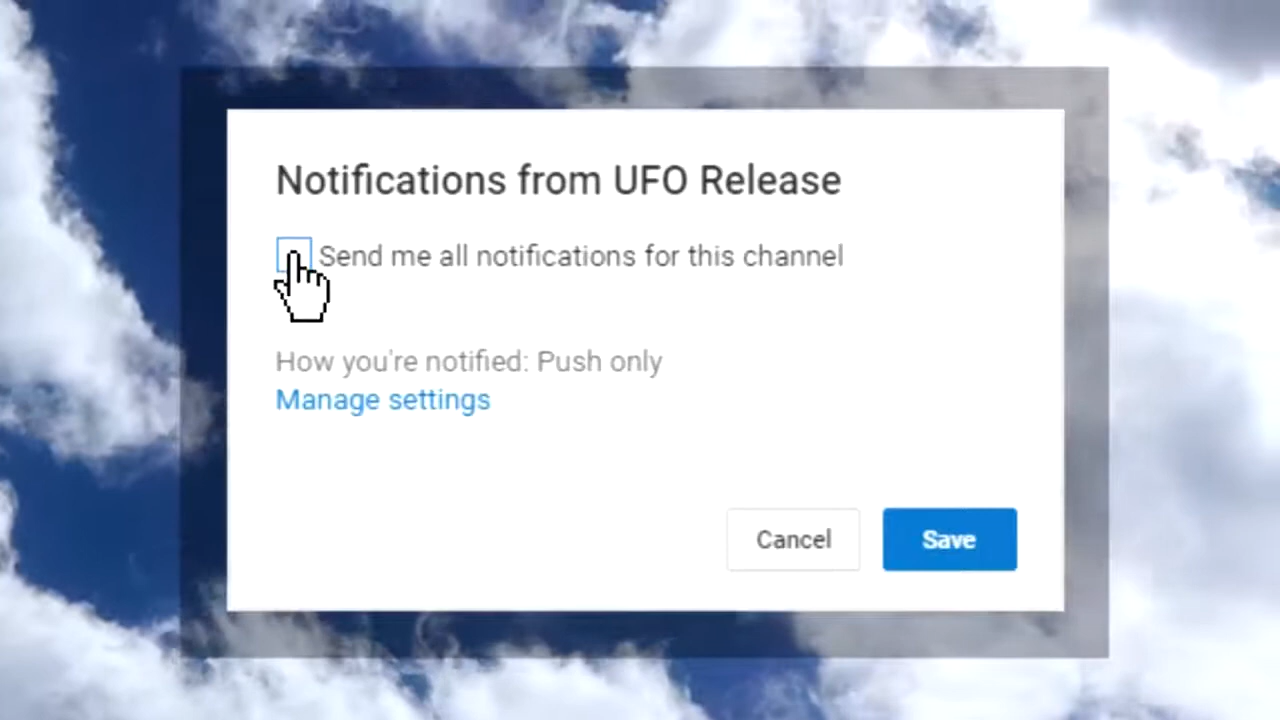 Notifications from UFO Release
Send me all notifications for this channel
How you're notified: Push only
Manage settings
Cancel
Save